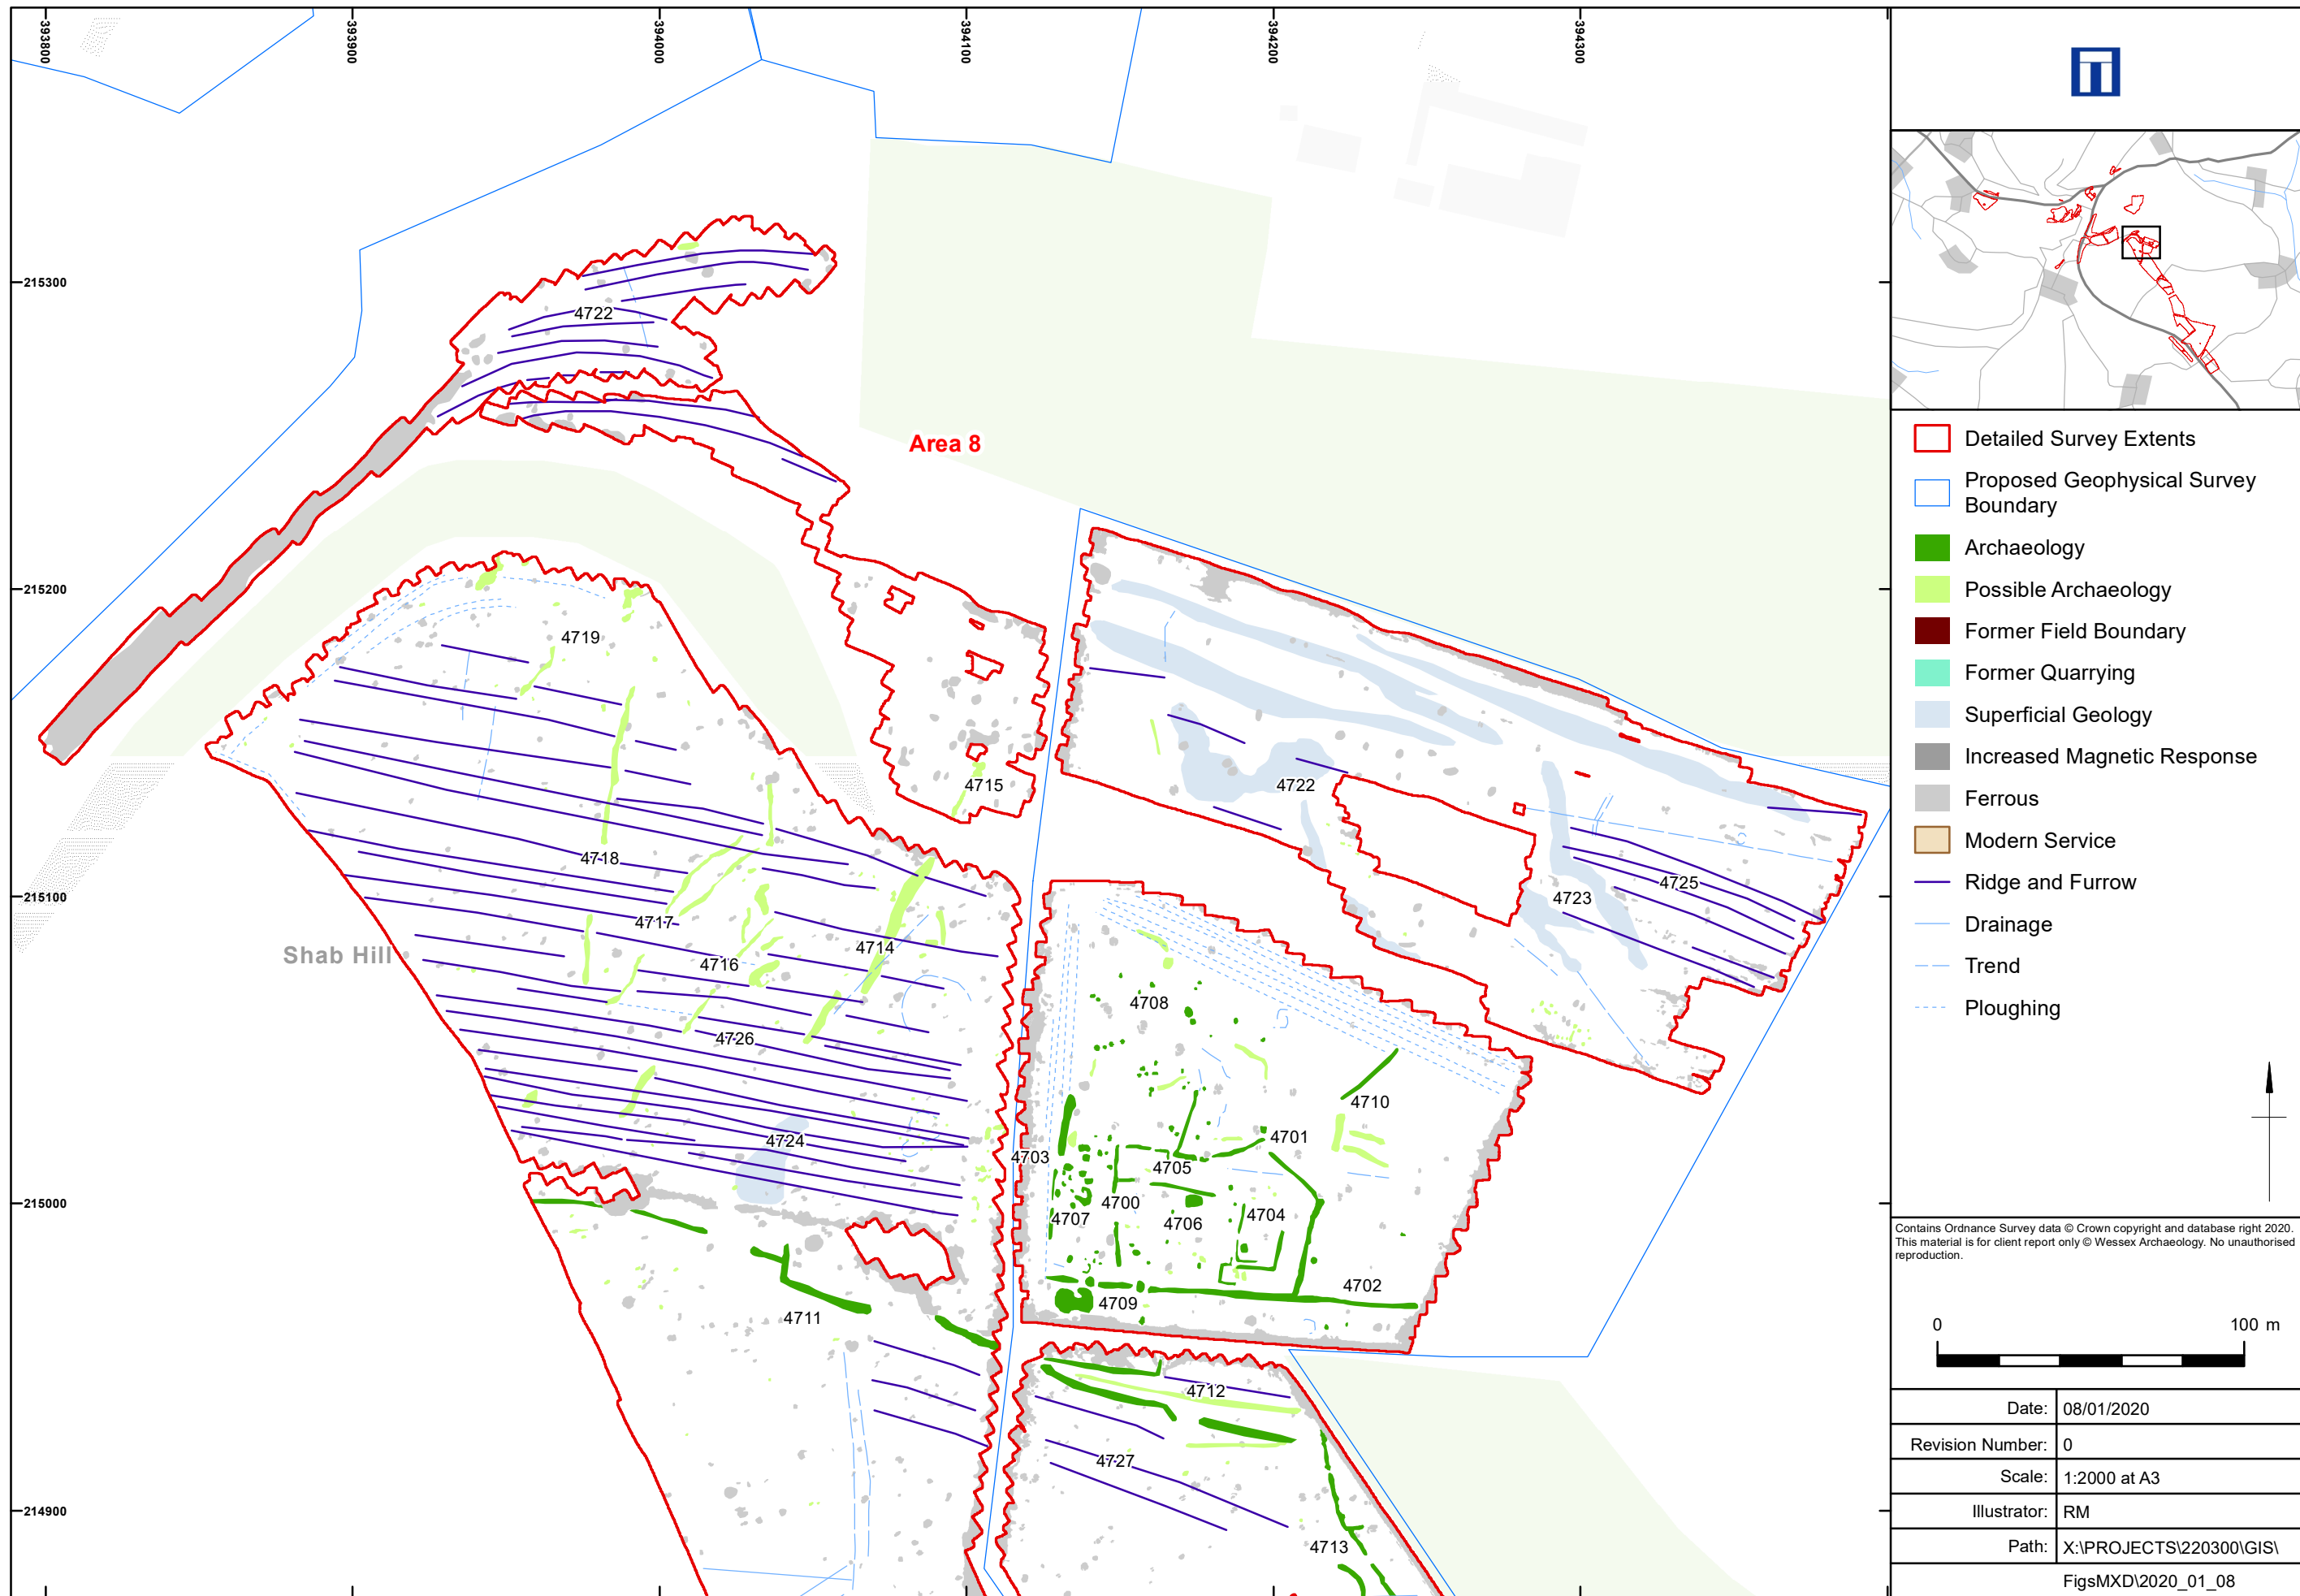 393800
393900
394000
394100
394200
394300
215300
215200
215100
215000
214900
Area 8
Shab Hill
4722
4719
4715
4722
4718
4725
4723
4717
4714
4716
4708
4726
4710
4724
4701
4703
4705
4700
4704
4707
4706
4702
4709
4711
4712
4727
4713
Detailed Survey Extents
Proposed Geophysical Survey
Boundary
Archaeology
Possible Archaeology
Former Field Boundary
Former Quarrying
Superficial Geology
Increased Magnetic Response
Ferrous
Modern Service
Ridge and Furrow
Drainage
Trend
Ploughing
Contains Ordnance Survey data © Crown copyright and database right 2020.
This material is for client report only © Wessex Archaeology. No unauthorised
reproduction.
0 100 m
Date: 08/01/2020
Revision Number: 0
Scale: 1:2000 at A3
Illustrator: RM
Path: X:\PROJECTS\220300\GIS\
FigsMXD\2020_01_08